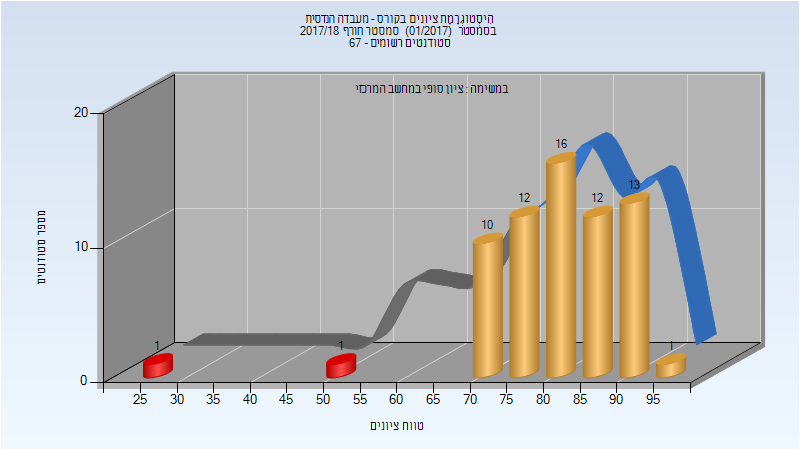 היסטוגרמת ציונים בקורס - מעבדה הנדסית
בסמסטר (01/2017) סמסטר חורף 2017/18
סטודנטים רשומים - 67
במשימה : ציון סופי במחשב המרכזי
מספר סטודנטים
20
10
0
1
1
10
12
16
12
13
1
25 30 35 40 45 50 55 60 65 70 75 80 85 90 95
טווח ציונים